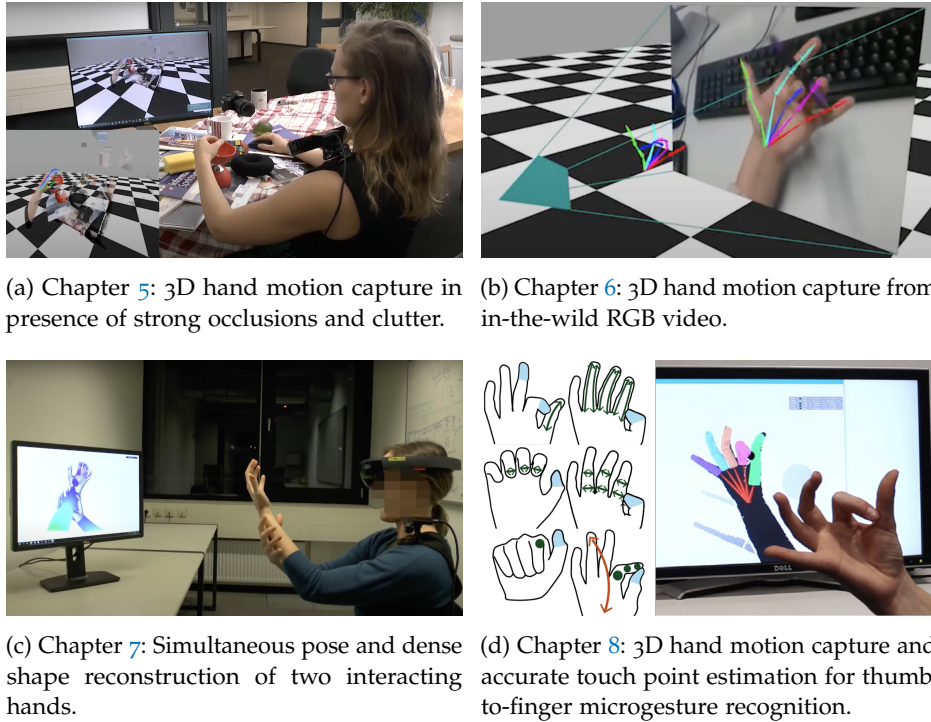 (a) Chapter 5: 3D hand motion capture in
presence of strong occlusions and clutter.
(b) Chapter 6: 3D hand motion capture from
in-the-wild RGB video.
DELL
(c) Chapter 7: Simultaneous pose and dense
shape reconstruction of two interacting
hands.
(d) Chapter 8: 3D hand motion capture and
accurate touch point estimation for thumb-
to-finger microgesture recognition.